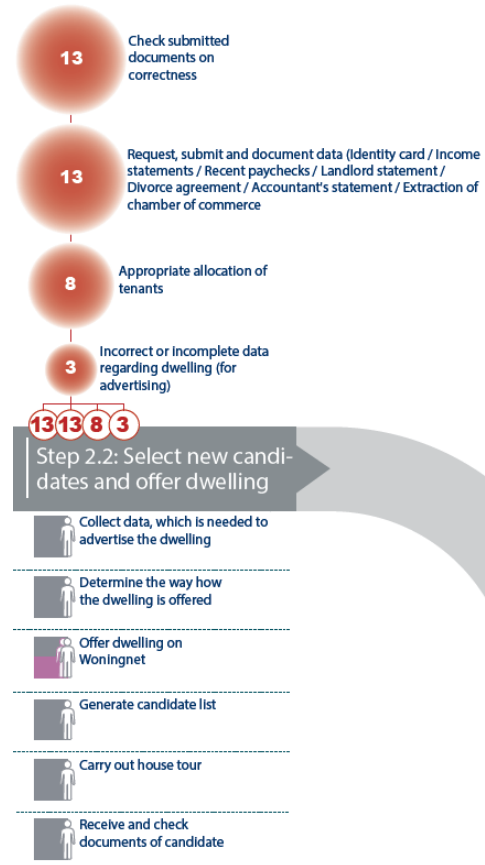 13
Check submitted
documents on
correctness
13
Request, submit and document data (Identity card / Income
statements / Recent paychecks / Landlord statement /
Divorce agreement / Accountant's statement / Extraction of
chamber of commerce
8
Appropriate allocation of
tenants
3
Incorrect or incomplete data
regarding dwelling (for
advertising)
13 13 8 3
Step 2.2: Select new candi-
dates and offer dwelling
Collect data, which is needed to
advertise the dwelling
Determine the way how
the dwelling is offered
Offer dwelling on
Woningnet
Generate candidate list
Carry out house tour
Receive and check
documents of candidate